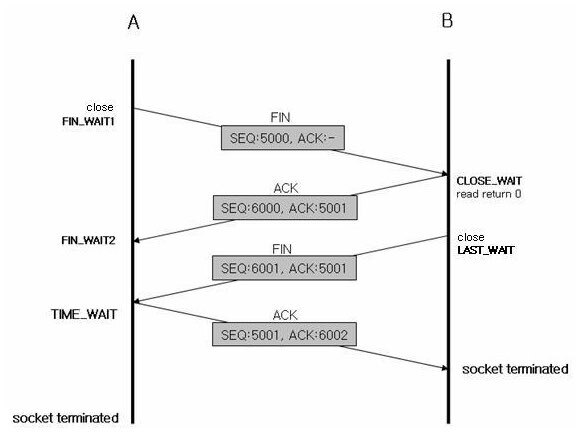 A
B
close
FIN_WAIT1
FIN
SEQ:5000, ACK:-
CLOSE_WAIT
read return 0
ACK
SEQ:6000, ACK:5001
FIN_WAIT2
close
LAST_WAIT
FIN
SEQ:6001, ACK:5001
TIME_WAIT
ACK
SEQ:5001, ACK:6002
socket terminated
socket terminated